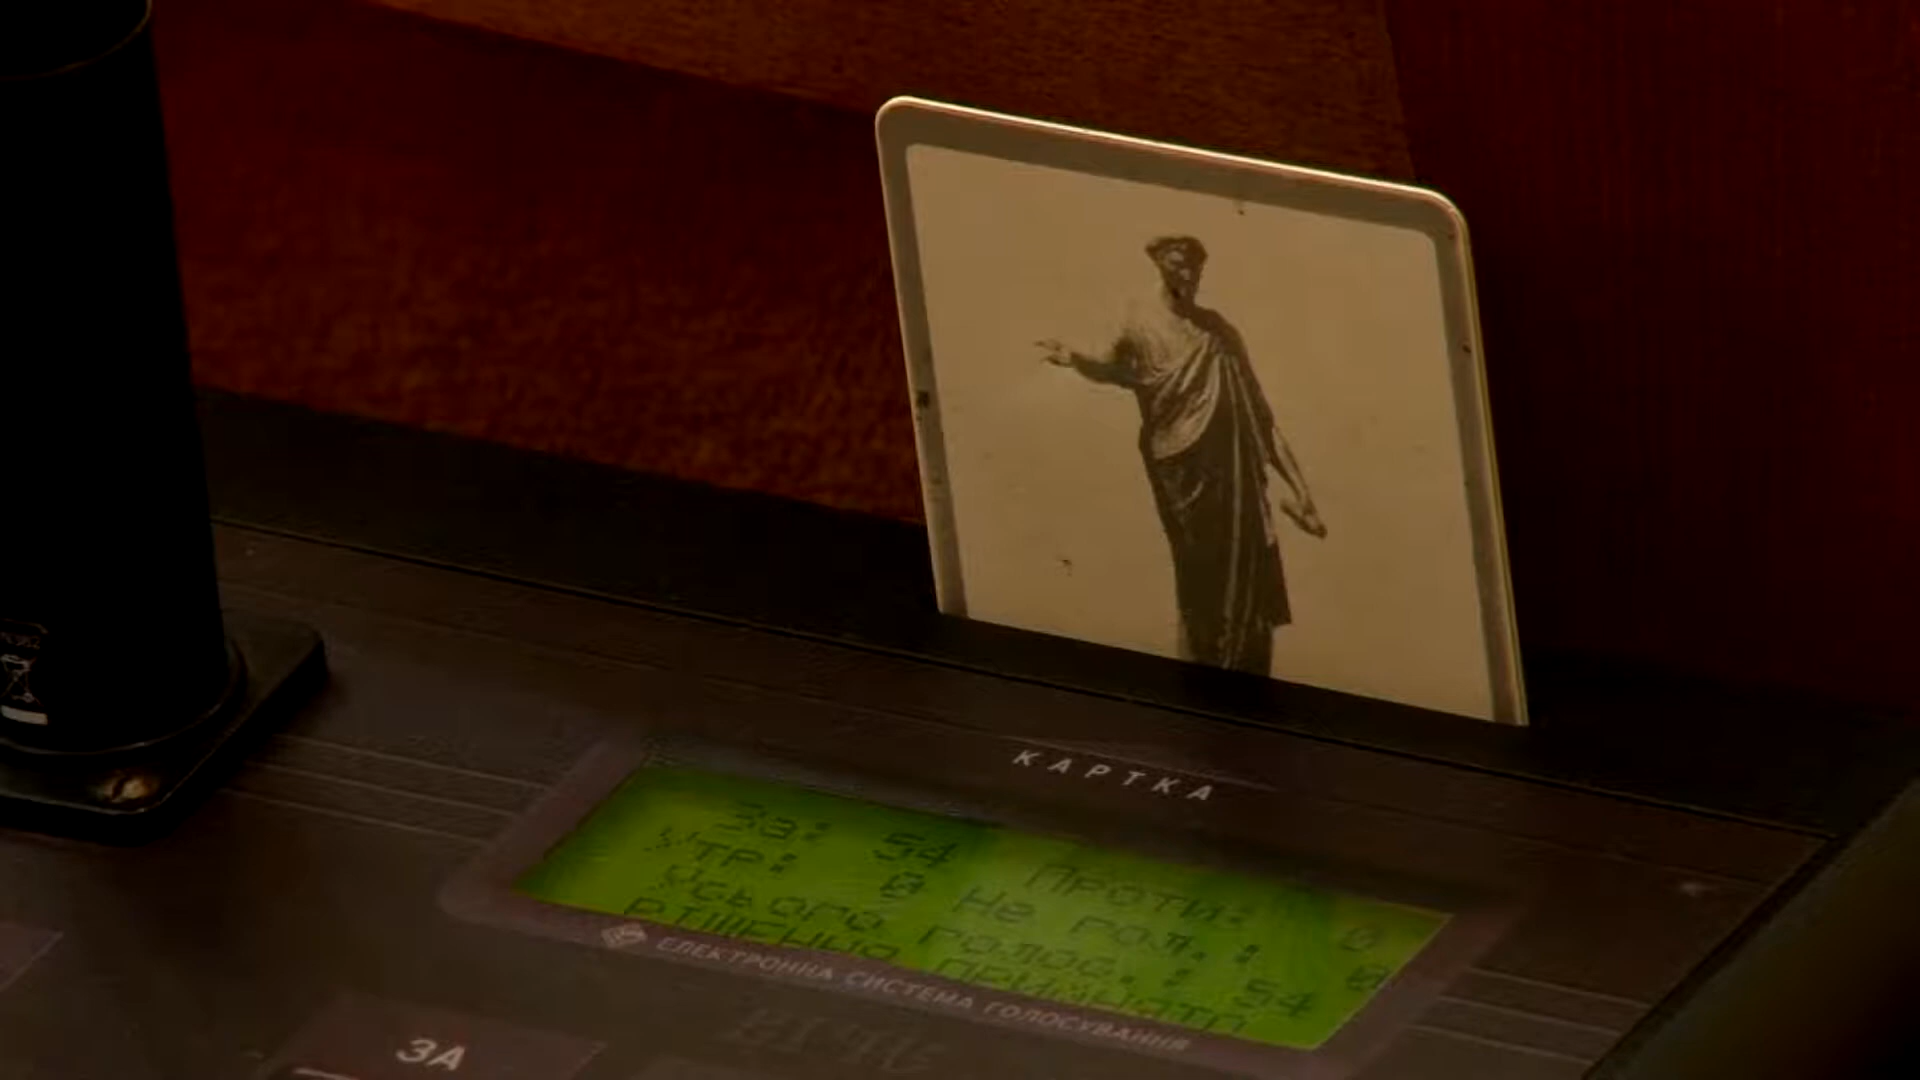 КАРТКА
За: 54 Проти: 0
Утр: 0 Не гол.: 0
Усього голос.: 54
РІШЕННЯ ПРИЙНЯТО
ЕЛЕКТРОННА СИСТЕМА ГОЛОСУВАННЯ
ЗА